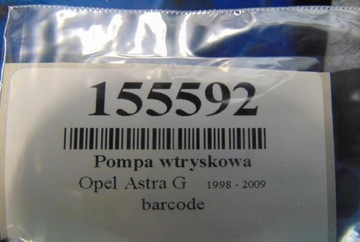 155592
Pompa wtryskowa
Opel Astra G 1998 - 2009
barcode